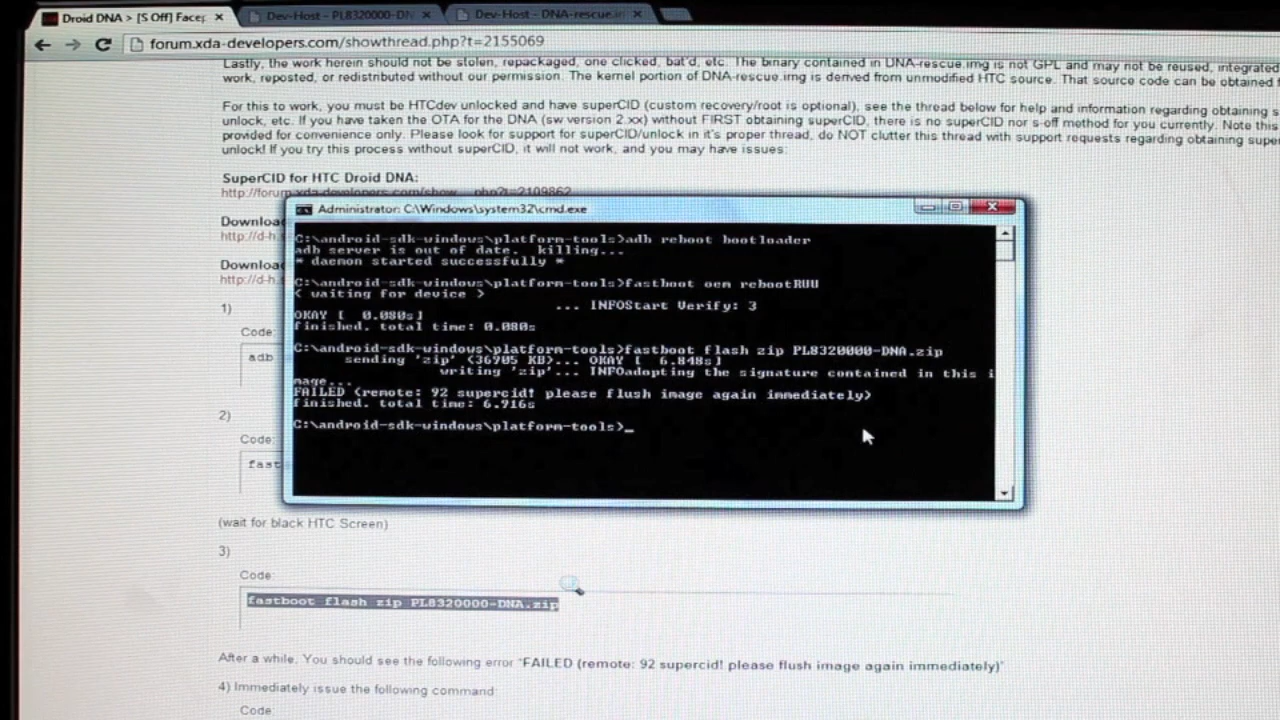 Droid DNA > [S Off] Facep
Dev-Host - PL8320000-DN
Dev-Host - DNA-rescue.im
forum.xda-developers.com/showthread.php?t=2155069
Lastly, the work herein should not be stolen, repackaged, one clicked, bat'd, etc. The binary contained in DNA-rescue.img is not GPL and may not be reused, integrated
work, reposted, or redistributed without our permission. The kernel portion of DNA-rescue.img is derived from unmodified HTC source. That source code can be obtained f
For this to work, you must be HTCdev unlocked and have superCID (custom recovery/root is optional), see the thread below for help and information regarding obtaining s
unlock, etc. If you have taken the OTA for the DNA (sw version 2.xx) without FIRST obtaining superCID, there is no superCID nor s-off method for you currently. Note this
provided for convenience only. Please look for support for superCID/unlock in it's proper thread, do NOT clutter this thread with support requests regarding obtaining supe
unlock! If you try this process without superCID, it will not work, and you may have issues:
SuperCID for HTC Droid DNA:
http://forum.xda-developers.com/show....php?t=2109862
Downloa
http://d-h.
Downloa
http://d-h.
Administrator: C:\Windows\system32\cmd.exe
C:\android-sdk-windows\platform-tools>adb reboot bootloader
adb server is out of date. killing...
* daemon started successfully *
C:\android-sdk-windows\platform-tools>fastboot oem rebootRUU
< waiting for device >
... INFOStart Verify: 3
OKAY [ 0.080s]
finished. total time: 0.080s
C:\android-sdk-windows\platform-tools>fastboot flash zip PL8320000-DNA.zip
sending 'zip' (36905 KB)... OKAY [ 6.848s]
writing 'zip'... INFOadopting the signature contained in this i
mage...
FAILED (remote: 92 supercid! please flush image again immediately)
finished. total time: 6.916s
C:\android-sdk-windows\platform-tools>_
1)
Code:
adb
2)
Code:
fast
(wait for black HTC Screen)
3)
Code:
fastboot flash zip PL8320000-DNA.zip
After a while, You should see the following error "FAILED (remote: 92 supercid! please flush image again immediately)"
4) Immediately issue the following command
Code: